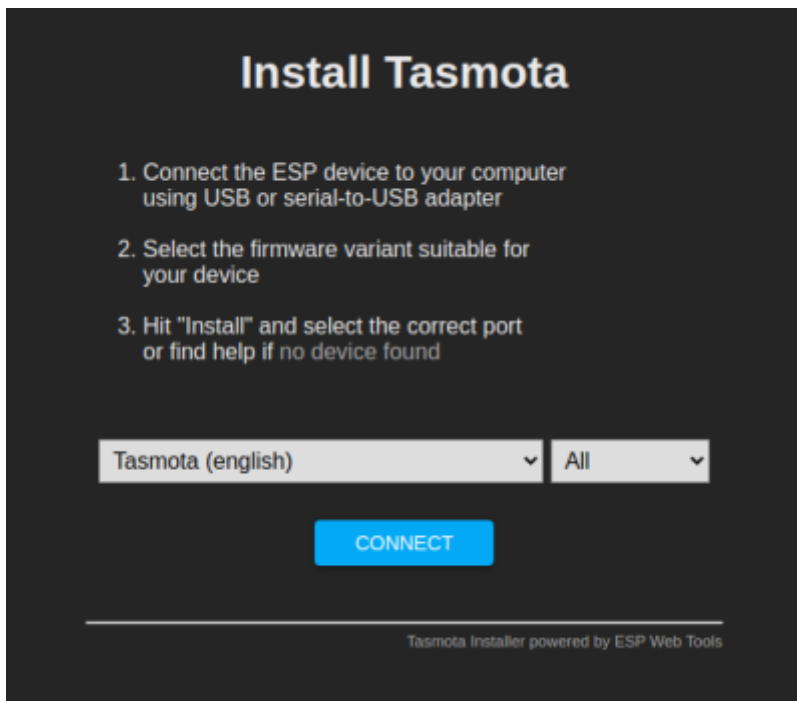 Install Tasmota
1. Connect the ESP device to your computer
using USB or serial-to-USB adapter
2. Select the firmware variant suitable for
your device
3. Hit "Install" and select the correct port
or find help if no device found
Tasmota (english) All
CONNECT
Tasmota Installer powered by ESP Web Tools